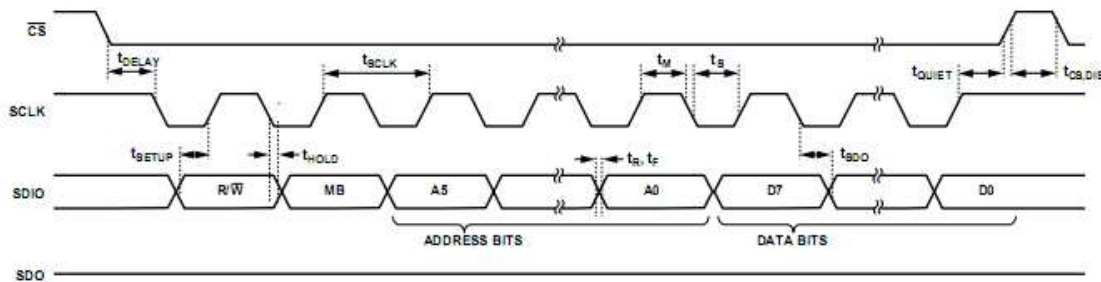 CS
tDELAY
tSCLK
tM
tS
tQUIET
tCS,DIS
SCLK
tSETUP
tHOLD
tR, tF
tSDO
SDIO
R/W
MB
A5
A0
D7
D0
ADDRESS BITS
DATA BITS
SDO